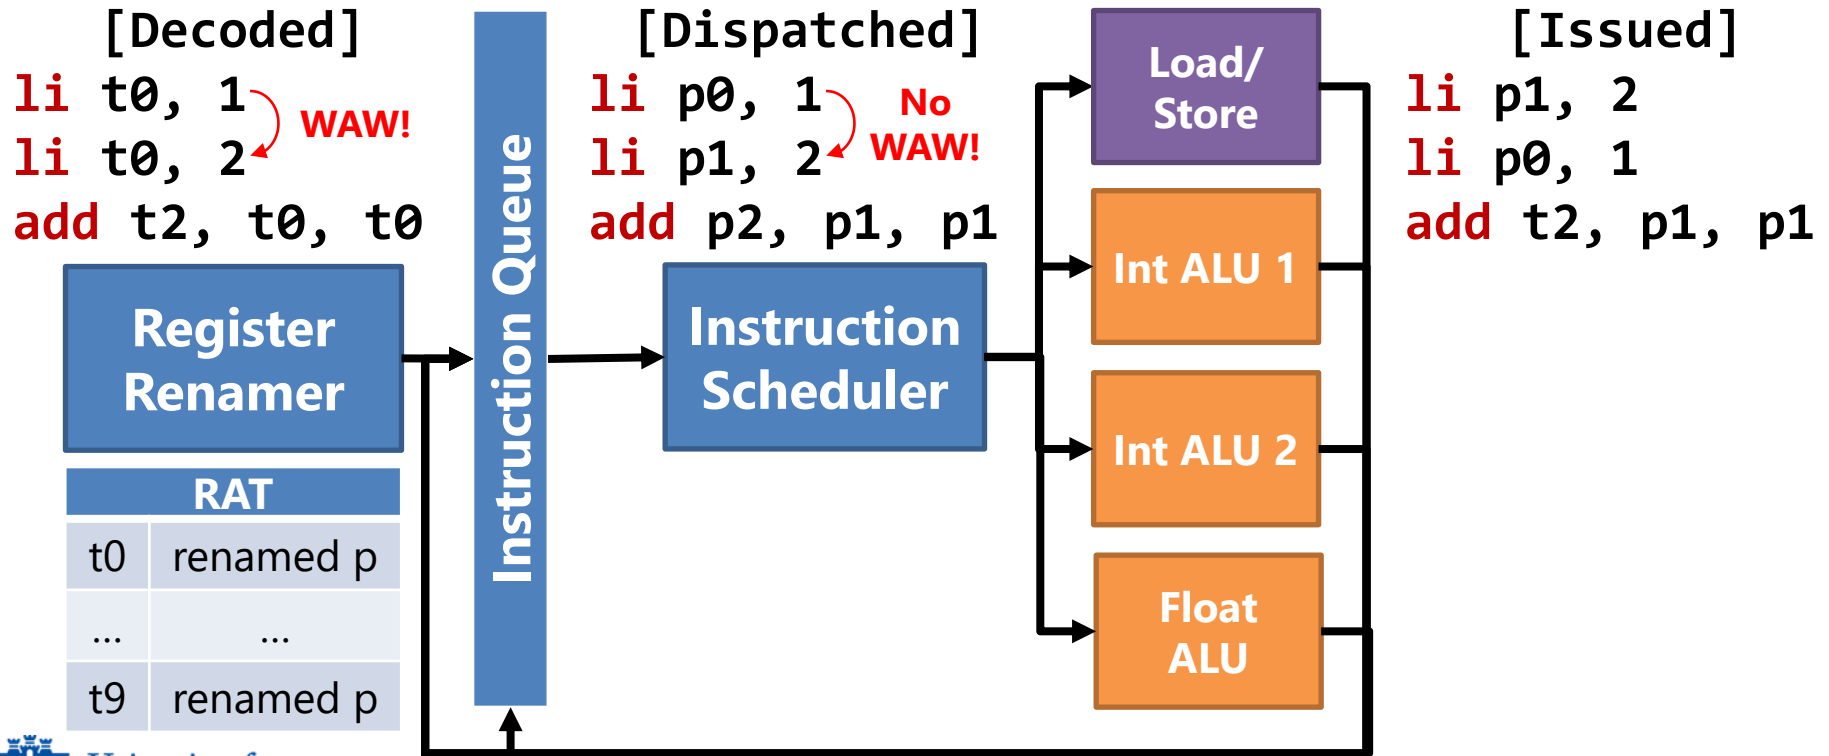 [Decoded]
li t0, 1
li t0, 2
add t2, t0, t0
WAW!
Register
Renamer
RAT
t0 renamed p
... ...
t9 renamed p
Instruction Queue
[Dispatched]
li p0, 1
li p1, 2
add p2, p1, p1
No
WAW!
Instruction
Scheduler
Load/
Store
Int ALU 1
Int ALU 2
Float
ALU
[Issued]
li p1, 2
li p0, 1
add t2, p1, p1